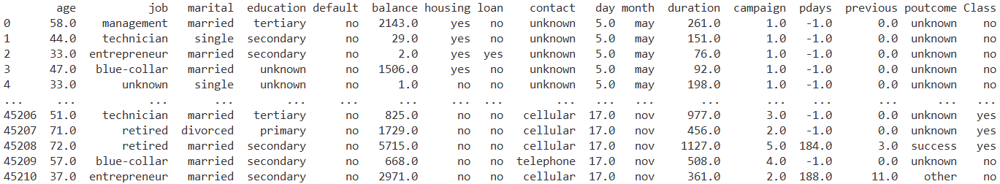 age job marital education default balance housing loan contact day month duration campaign pdays previous poutcome Class
0 58.0 management married tertiary no 2143.0 yes no unknown 5.0 may 261.0 1.0 -1.0 0.0 unknown no
1 44.0 technician single secondary no 29.0 yes no unknown 5.0 may 151.0 1.0 -1.0 0.0 unknown no
2 33.0 entrepreneur married secondary no 2.0 yes yes unknown 5.0 may 76.0 1.0 -1.0 0.0 unknown no
3 47.0 blue-collar married unknown no 1506.0 yes no unknown 5.0 may 92.0 1.0 -1.0 0.0 unknown no
4 33.0 unknown single unknown no 1.0 no no unknown 5.0 may 198.0 1.0 -1.0 0.0 unknown no
... ... ... ... ... ... ... ... ... ... ... ... ... ... ... ... ... ...
45206 51.0 technician married tertiary no 825.0 no no cellular 17.0 nov 977.0 3.0 -1.0 0.0 unknown yes
45207 71.0 retired divorced primary no 1729.0 no no cellular 17.0 nov 456.0 2.0 -1.0 0.0 unknown yes
45208 72.0 retired married secondary no 5715.0 no no cellular 17.0 nov 1127.0 5.0 184.0 3.0 success yes
45209 57.0 blue-collar married secondary no 668.0 no no telephone 17.0 nov 508.0 4.0 -1.0 0.0 unknown no
45210 37.0 entrepreneur married secondary no 2971.0 no no cellular 17.0 nov 361.0 2.0 188.0 11.0 other no